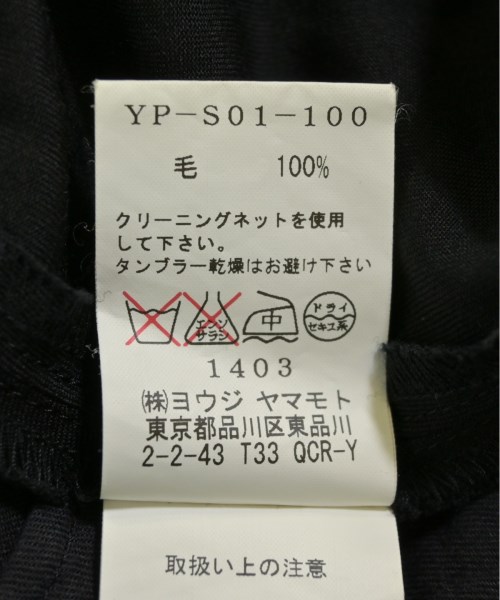 YP-S01-100
毛 100%
クリーニングネットを使用
して下さい。
タンブラー乾燥はお避け下さい
エンソ
サラシ
中
ドライ
セキユ系
1403
㈱ヨウジ ヤマモト
東京都品川区東品川
2-2-43 T33 QCR-Y
取扱い上の注意